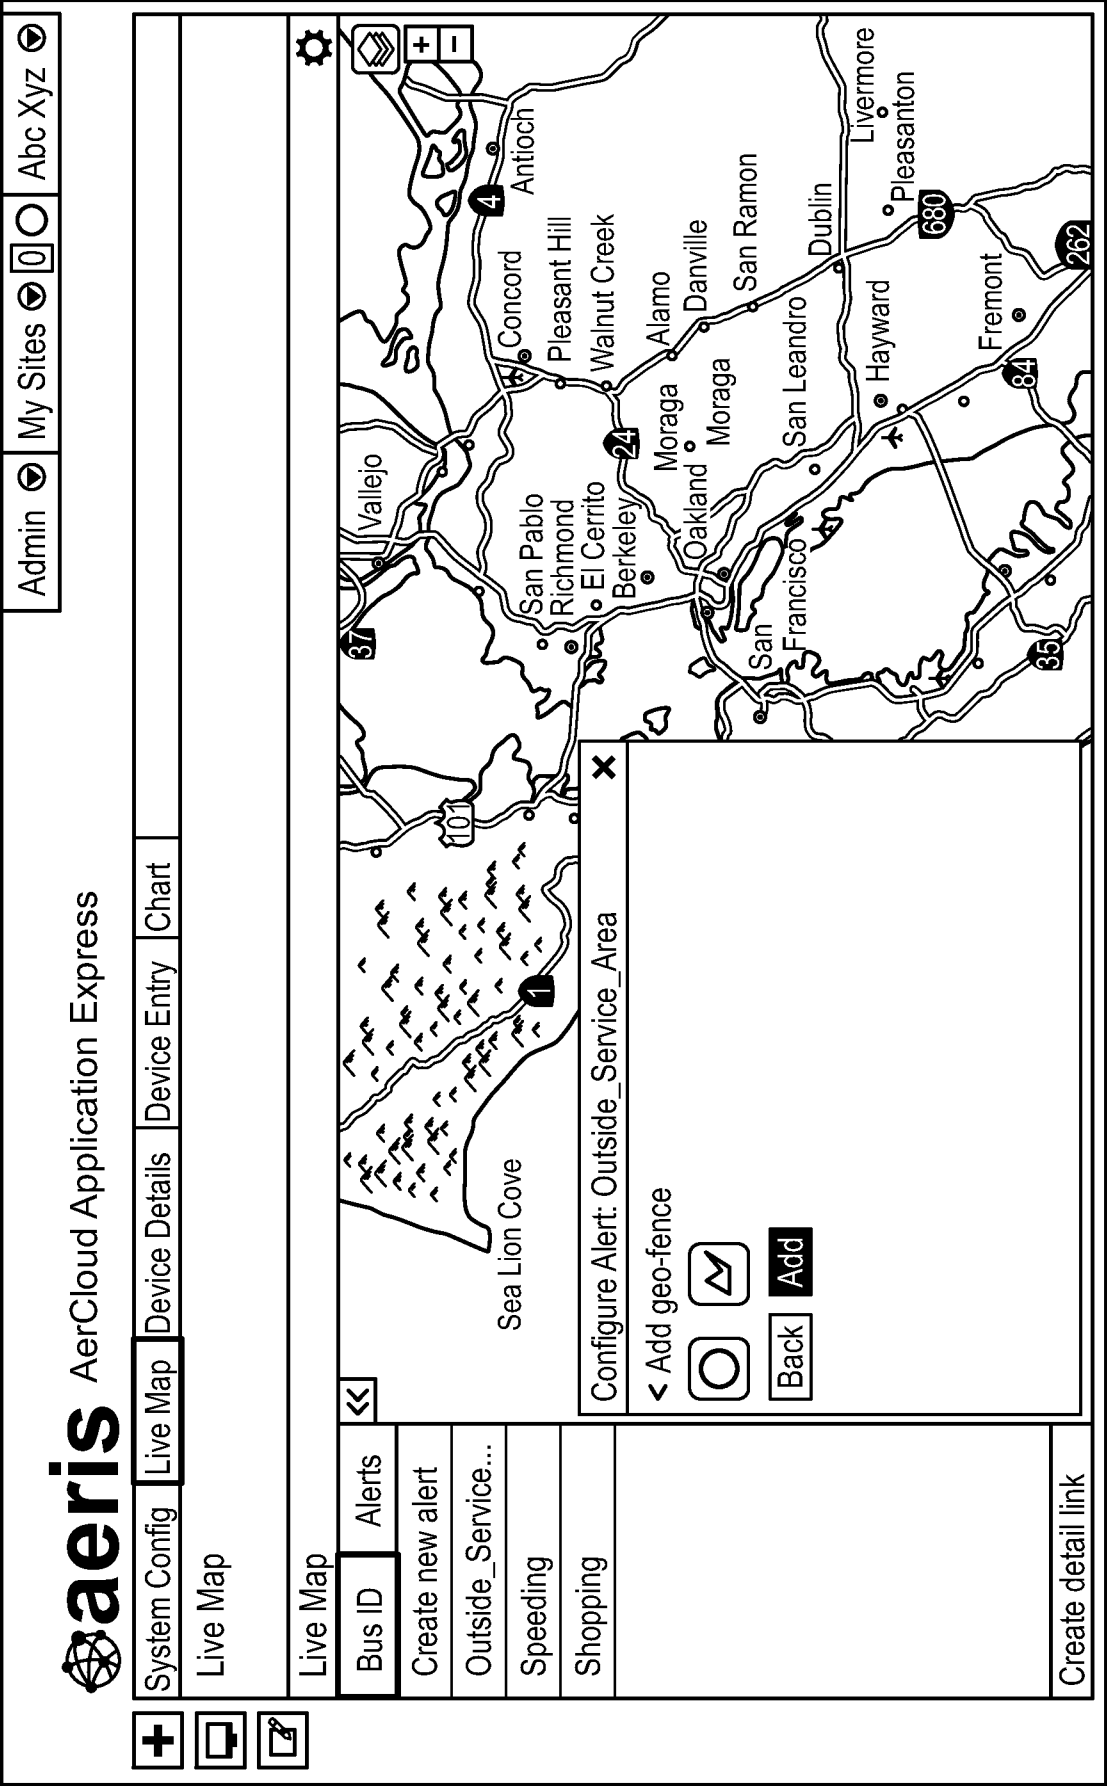 Admin
My Sites
0
Abc Xyz
aeris AerCloud Application Express
System Config
Live Map
Device Details
Device Entry
Chart
Live Map
Live Map
Bus ID
Alerts
Create new alert
Outside_Service...
Speeding
Shopping
Create detail link
+
−
37
Vallejo
101
4
Antioch
Concord
Pleasant Hill
Walnut Creek
San Pablo
Richmond
El Cerrito
Berkeley
24
Alamo
Danville
San Ramon
Moraga
Moraga
Oakland
San Leandro
Dublin
Livermore
Pleasanton
San
Francisco
Hayward
680
Fremont
262
84
35
1
Sea Lion Cove
Configure Alert: Outside_Service_Area
< Add geo-fence
Back
Add